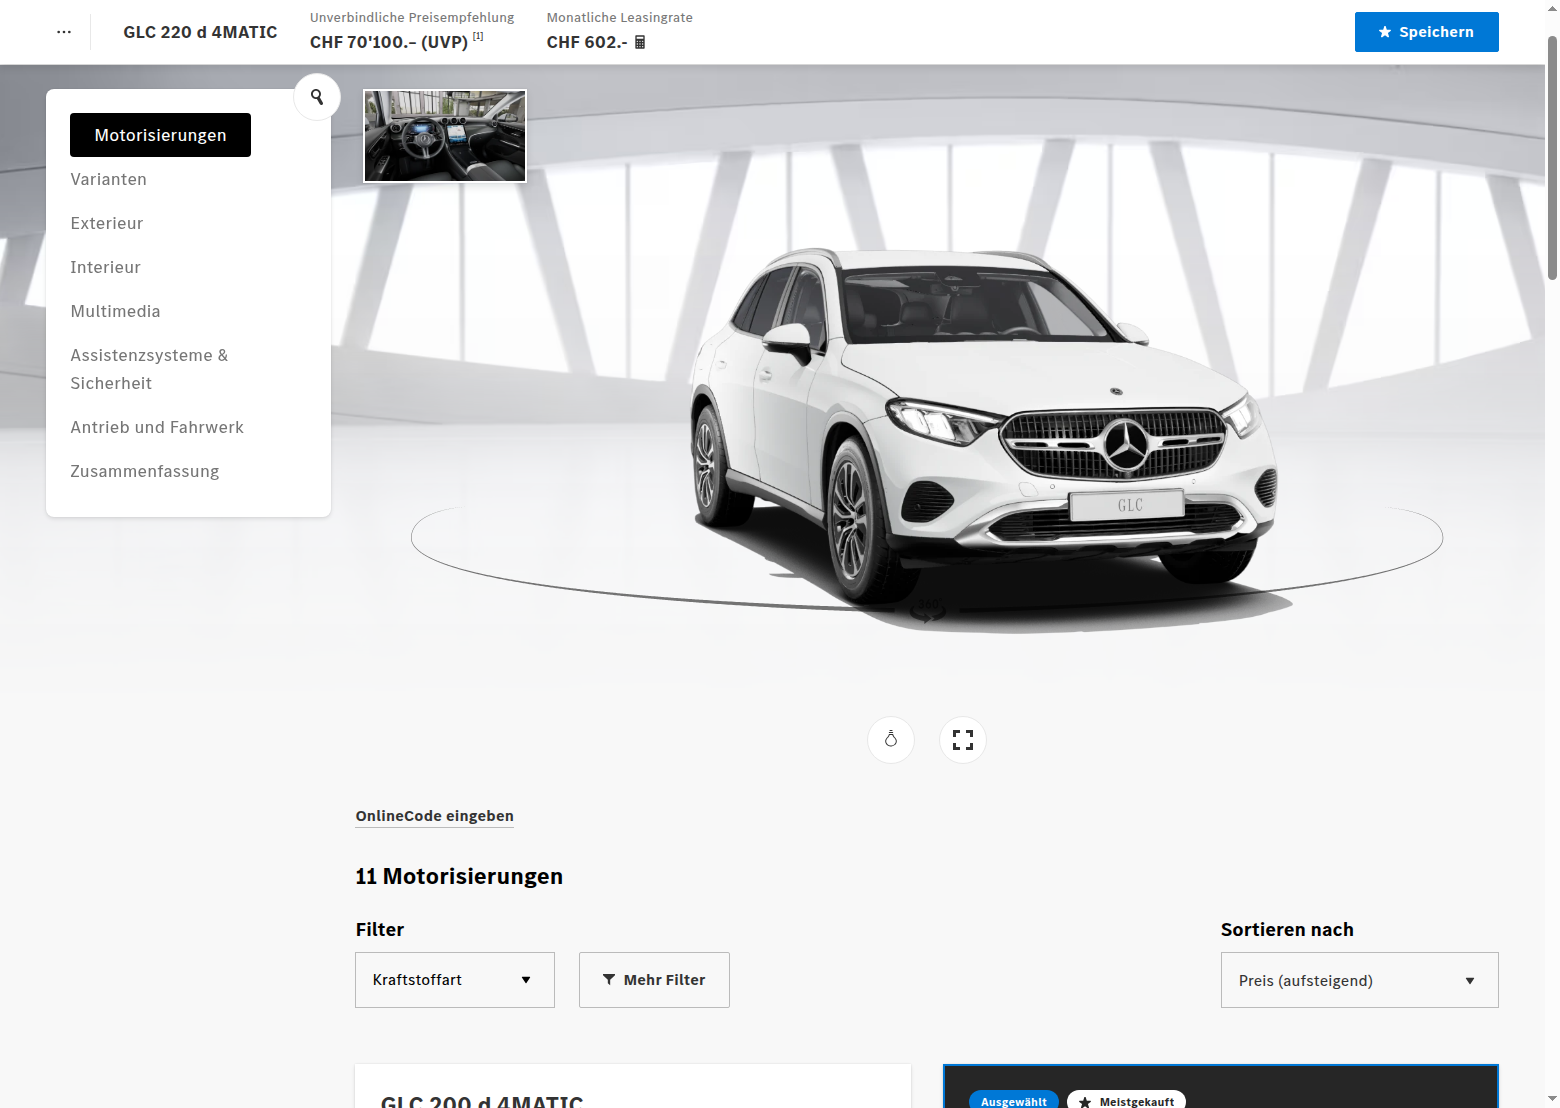 GLC 220 d 4MATIC
Unverbindliche Preisempfehlung
CHF 70'100.– (UVP) [1]
Monatliche Leasingrate
CHF 602.-
Speichern
Motorisierungen
Varianten
Exterieur
Interieur
Multimedia
Assistenzsysteme &
Sicherheit
Antrieb und Fahrwerk
Zusammenfassung
GLC
360°
OnlineCode eingeben
11 Motorisierungen
Filter
Sortieren nach
Kraftstoffart
Mehr Filter
Preis (aufsteigend)
GLC 200 d 4MATIC
Ausgewählt
Meistgekauft